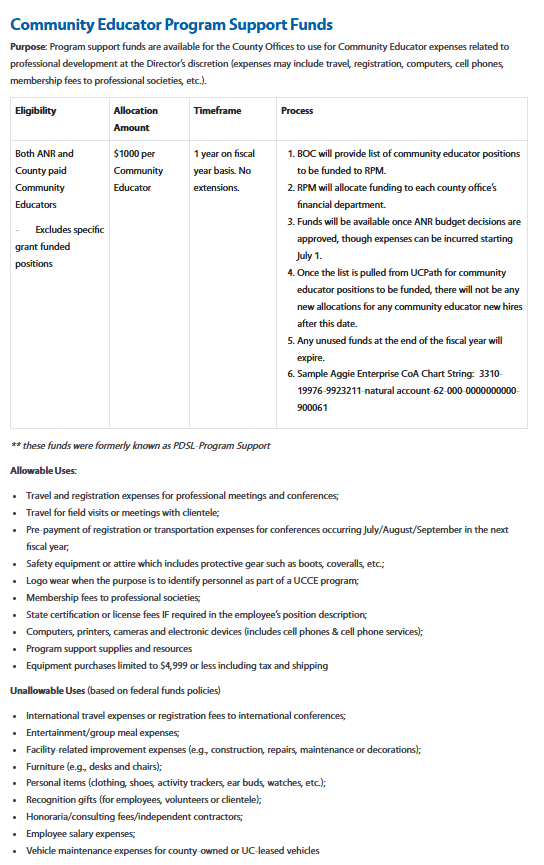 Community Educator Program Support Funds
Purpose: Program support funds are available for the County Offices to use for Community Educator expenses related to
professional development at the Director's discretion (expenses may include travel, registration, computers, cell phones,
membership fees to professional societies, etc.).
Eligibility
Allocation
Amount
Timeframe
Process
Both ANR and
County paid
Community
Educators
- Excludes specific
grant funded
positions
$1000 per
Community
Educator
1 year on fiscal
year basis. No
extensions.
1. BOC will provide list of community educator positions
to be funded to RPM.
2. RPM will allocate funding to each county office's
financial department.
3. Funds will be available once ANR budget decisions are
approved, though expenses can be incurred starting
July 1.
4. Once the list is pulled from UCPath for community
educator positions to be funded, there will not be any
new allocations for any community educator new hires
after this date.
5. Any unused funds at the end of the fiscal year will
expire.
6. Sample Aggie Enterprise CoA Chart String: 3310-
19976-9923211-natural account-62-000-0000000000-
900061
** these funds were formerly known as PDSL-Program Support
Allowable Uses:
• Travel and registration expenses for professional meetings and conferences;
• Travel for field visits or meetings with clientele;
• Pre-payment of registration or transportation expenses for conferences occurring July/August/September in the next
fiscal year;
• Safety equipment or attire which includes protective gear such as boots, coveralls, etc.;
• Logo wear when the purpose is to identify personnel as part of a UCCE program;
• Membership fees to professional societies;
• State certification or license fees IF required in the employee's position description;
• Computers, printers, cameras and electronic devices (includes cell phones & cell phone services);
• Program support supplies and resources
• Equipment purchases limited to $4,999 or less including tax and shipping
Unallowable Uses (based on federal funds policies)
• International travel expenses or registration fees to international conferences;
• Entertainment/group meal expenses;
• Facility-related improvement expenses (e.g., construction, repairs, maintenance or decorations);
• Furniture (e.g., desks and chairs);
• Personal items (clothing, shoes, activity trackers, ear buds, watches, etc.);
• Recognition gifts (for employees, volunteers or clientele);
• Honoraria/consulting fees/independent contractors;
• Employee salary expenses;
• Vehicle maintenance expenses for county-owned or UC-leased vehicles